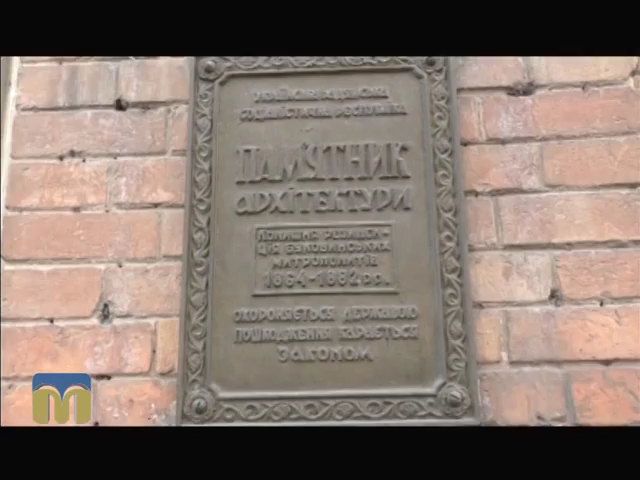 Українська Радянська
Соціалістична Республіка
ПАМ'ЯТНИК
АРХІТЕКТУРИ
Колишня резиден-
ція буковинських
митрополитів
1864-1882 рр.
Охороняється державою
Пошкодження карається
законом
М